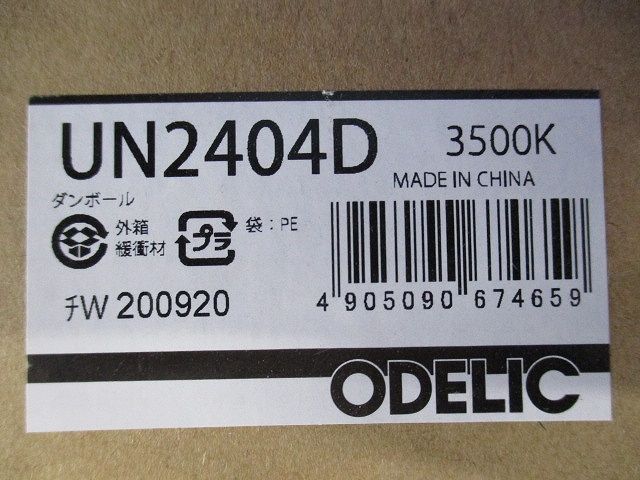 UN2404D 3500K
MADE IN CHINA
ダンボール
外箱
緩衝材
プラ
袋:PE
チW 200920
4 905090 674659
ODELIC